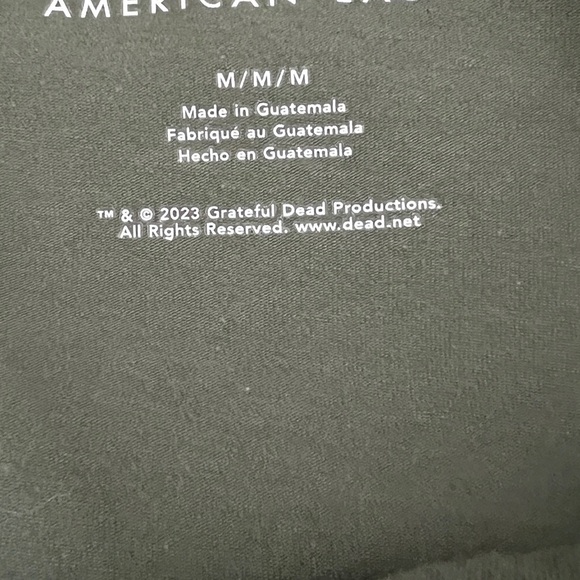 AMERICAN
M/M/M
Made in Guatemala
Fabriqué au Guatemala
Hecho en Guatemala
™ & © 2023 Grateful Dead Productions.
All Rights Reserved. www.dead.net